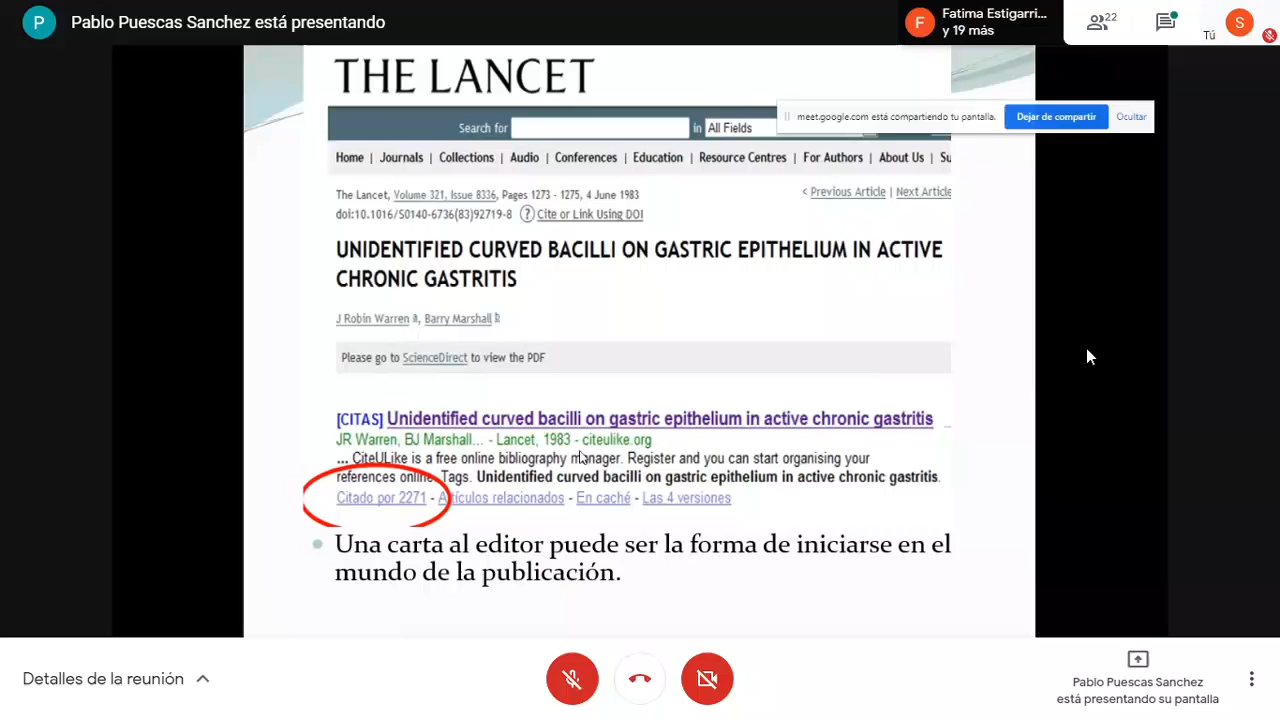 P Pablo Puescas Sanchez está presentando
F Fatima Estigarri...
y 19 más
22
Tú
S
THE LANCET
meet.google.com está compartiendo tu pantalla. Dejar de compartir Ocultar
Search for in All Fields
Home | Journals | Collections | Audio | Conferences | Education | Resource Centres | For Authors | About Us | Su
The Lancet, Volume 321, Issue 8336, Pages 1273 - 1275, 4 June 1983
< Previous Article | Next Article
doi:10.1016/S0140-6736(83)92719-8 ? Cite or Link Using DOI
UNIDENTIFIED CURVED BACILLI ON GASTRIC EPITHELIUM IN ACTIVE
CHRONIC GASTRITIS
J Robin Warren a, Barry Marshall b
Please go to ScienceDirect to view the PDF
[CITAS] Unidentified curved bacilli on gastric epithelium in active chronic gastritis
JR Warren, BJ Marshall... - Lancet, 1983 - citeulike.org
... CiteULike is a free online bibliography manager. Register and you can start organising your
references online. Tags. Unidentified curved bacilli on gastric epithelium in active chronic gastritis.
Citado por 2271 - Artículos relacionados - En caché - Las 4 versiones
• Una carta al editor puede ser la forma de iniciarse en el
mundo de la publicación.
Detalles de la reunión
Pablo Puescas Sanchez
está presentando su pantalla